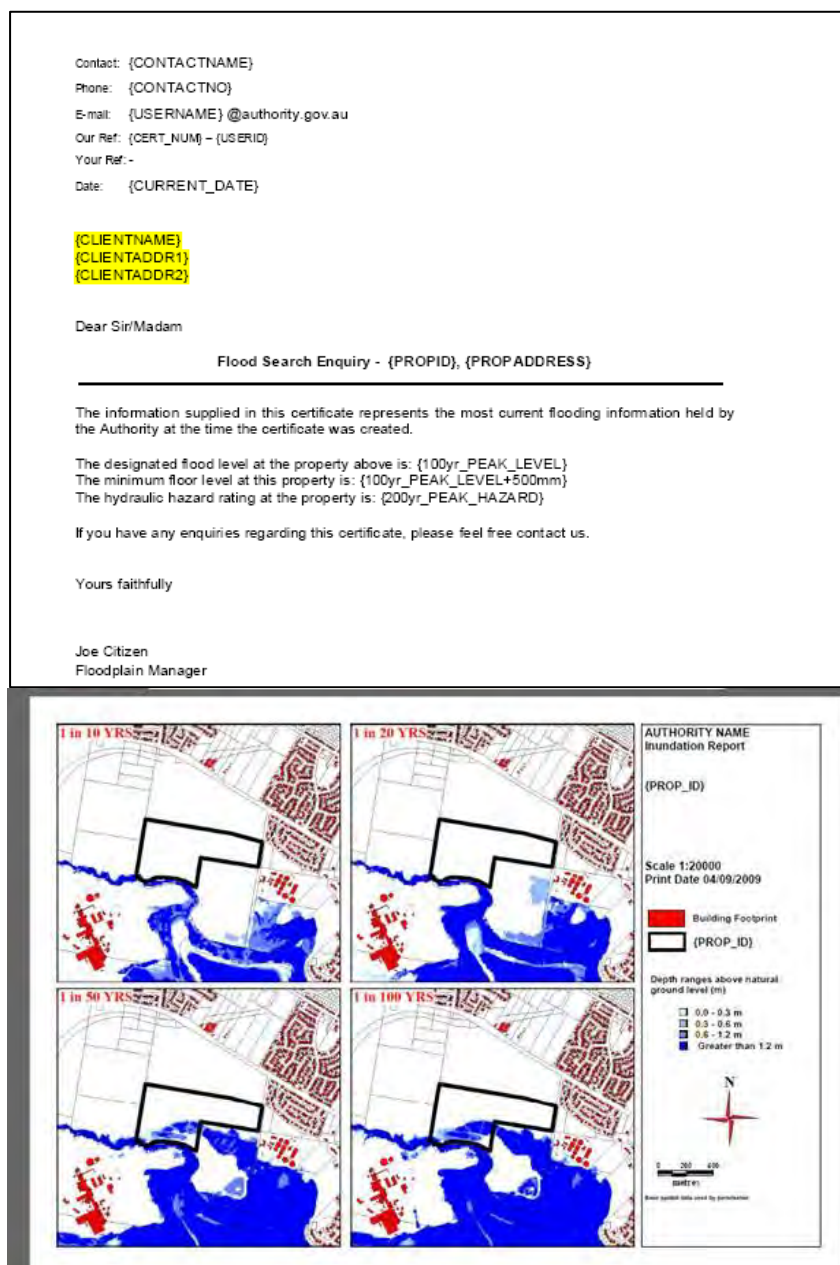 Contact: {CONTACTNAME}
Phone: {CONTACTNO}
E-mail: {USERNAME} @authority.gov.au
Our Ref: {CERT_NUM} – {USERID}
Your Ref: -
Date: {CURRENT_DATE}
{CLIENTNAME}
{CLIENTADDR1}
{CLIENTADDR2}
Dear Sir/Madam
Flood Search Enquiry - {PROPID}, {PROPADDRESS}
The information supplied in this certificate represents the most current flooding information held by
the Authority at the time the certificate was created.
The designated flood level at the property above is: {100yr_PEAK_LEVEL}
The minimum floor level at this property is: {100yr_PEAK_LEVEL+500mm}
The hydraulic hazard rating at the property is: {200yr_PEAK_HAZARD}
If you have any enquiries regarding this certificate, please feel free contact us.
Yours faithfully
Joe Citizen
Floodplain Manager
1 in 10 YRS
1 in 20 YRS
1 in 50 YRS
1 in 100 YRS
AUTHORITY NAME
Inundation Report
{PROP_ID}
Scale 1:20000
Print Date 04/09/2009
Building Footprint
{PROP_ID}
Depth ranges above natural
ground level (m)
0.0 - 0.3 m
0.3 - 0.6 m
0.6 - 1.2 m
Greater than 1.2 m
N
0 200 400
(metres)